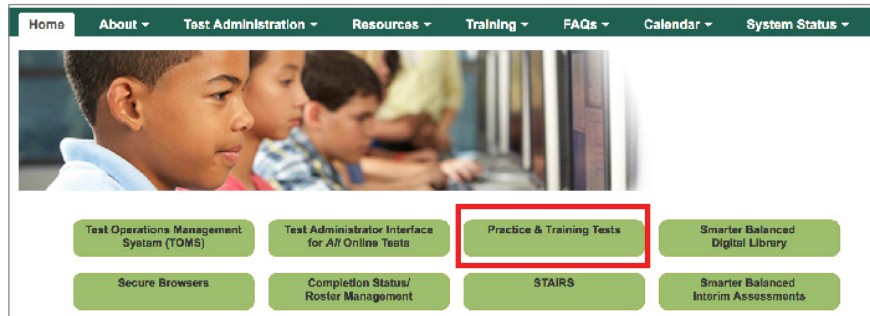 Home About Test Administration Resources Training FAQs Calendar System Status
Test Operations Management
System (TOMS)
Test Administrator Interface
for All Online Tests
Practice & Training Tests
Smarter Balanced
Digital Library
Secure Browsers
Completion Status/
Roster Management
STAIRS
Smarter Balanced
Interim Assessments